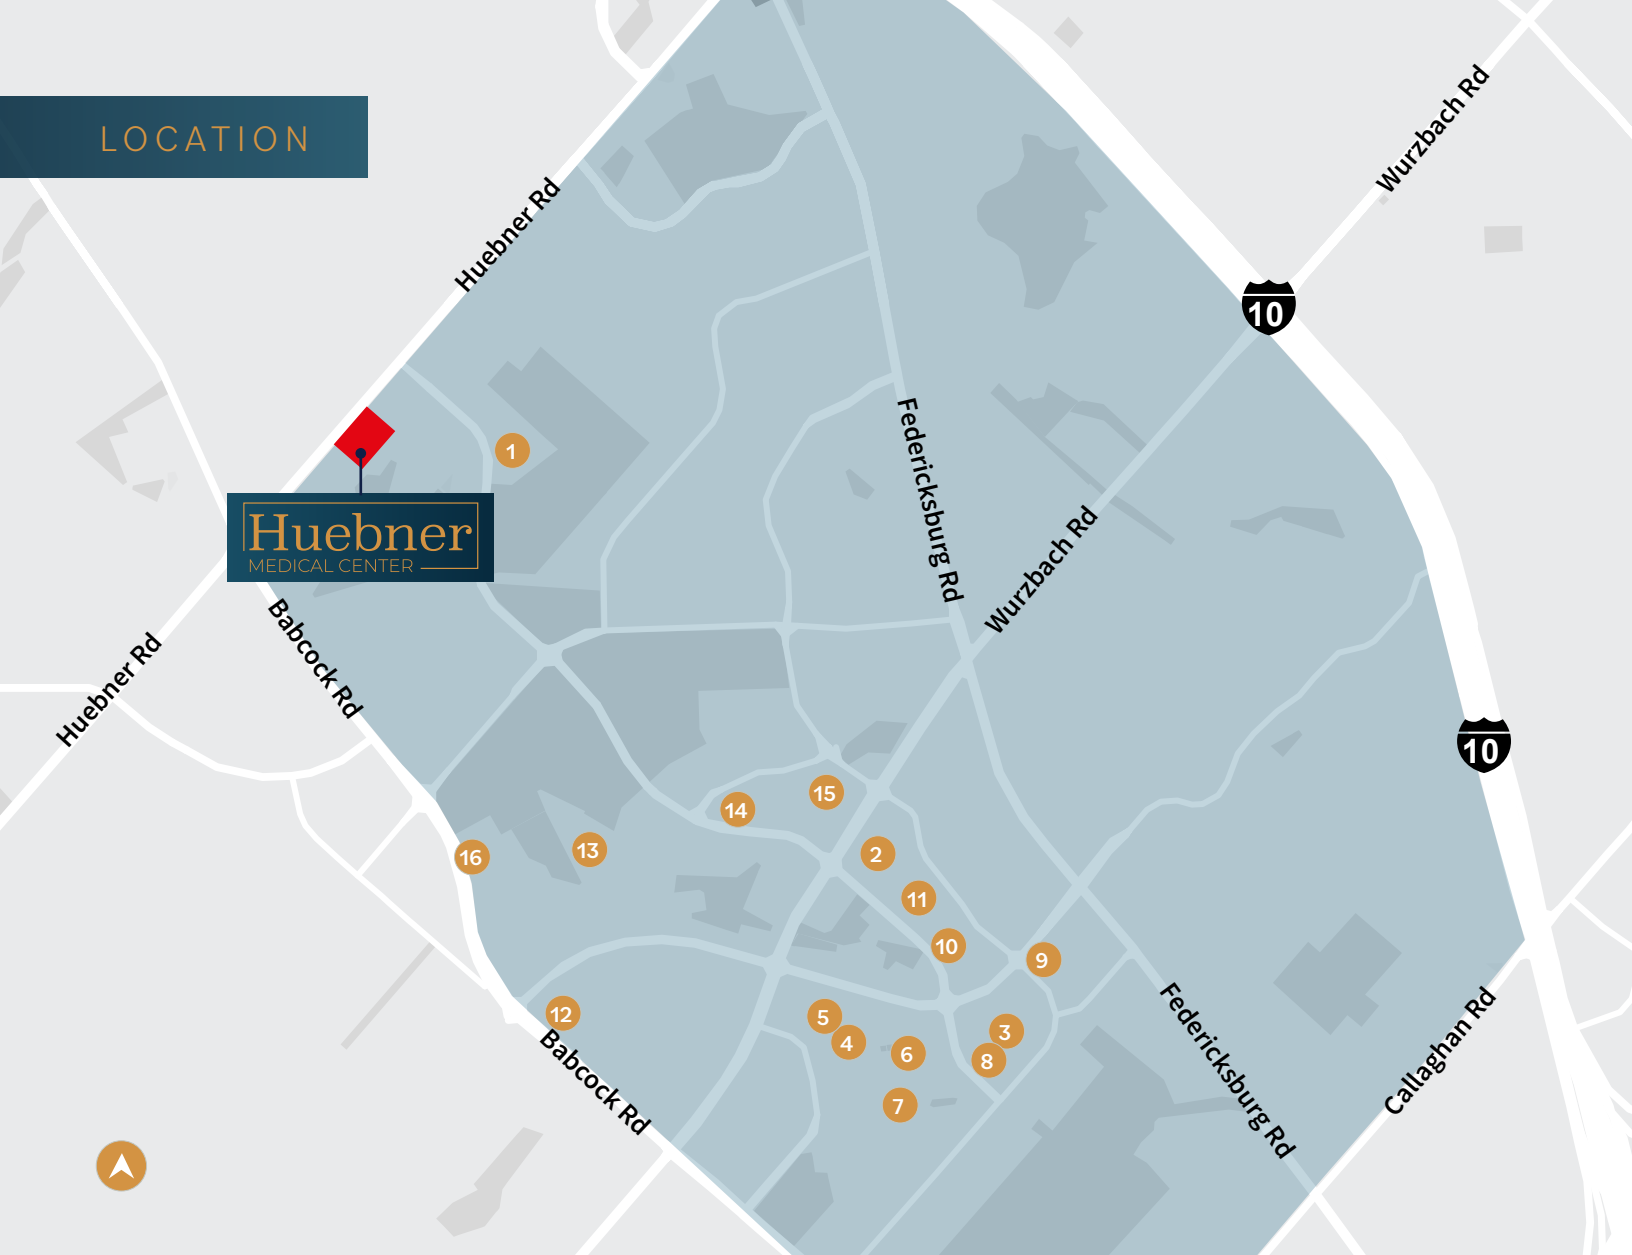 LOCATION
Wurzbach Rd
Huebner Rd
10
Federicksburg Rd
1
Huebner
MEDICAL CENTER
Wurzbach Rd
Babcock Rd
Huebner Rd
10
15
14
13
16
2
11
10
9
12
5
4
3
6
8
7
Federicksburg Rd
Callaghan Rd
Babcock Rd